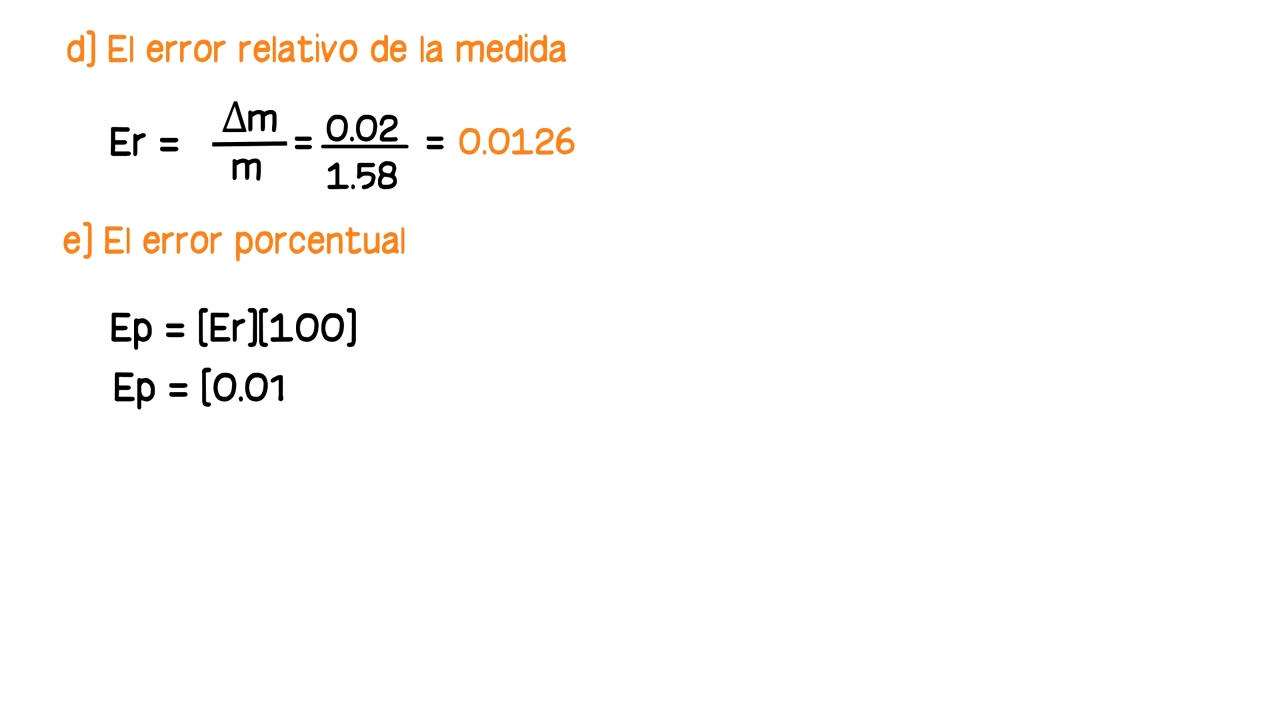 d] El error relativo de la medida
Er = Δm/m = 0.02/1.58 = 0.0126
e] El error porcentual
Ep = [Er][100]
Ep = [0.01